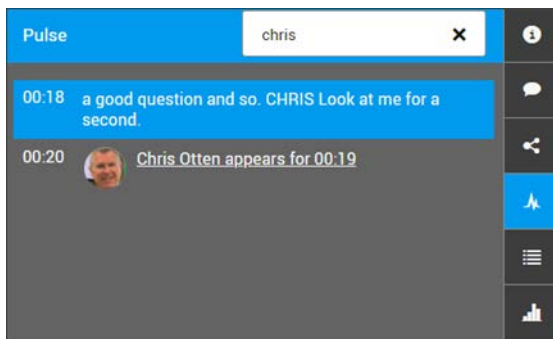 Pulse
chris
00:18 a good question and so. CHRIS Look at me for a
second.
00:20 Chris Otten appears for 00:19